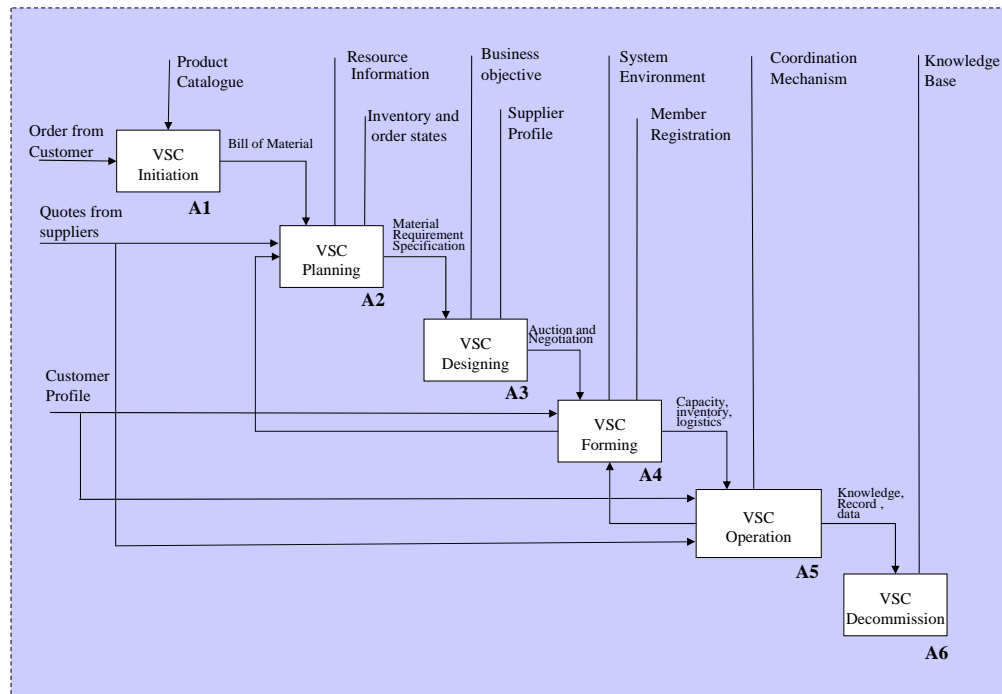 Product
Catalogue
Resource
Information
Business
objective
System
Environment
Coordination
Mechanism
Knowledge
Base
Inventory and
order states
Supplier
Profile
Member
Registration
Order from
Customer
VSC
Initiation
Bill of Material
A1
Quotes from
suppliers
VSC
Planning
Material
Requirement
Specification
A2
VSC
Designing
Auction and
Negotiation
A3
Customer
Profile
VSC
Forming
Capacity,
inventory,
logistics
A4
VSC
Operation
Knowledge,
Record ,
data
A5
VSC
Decommission
A6